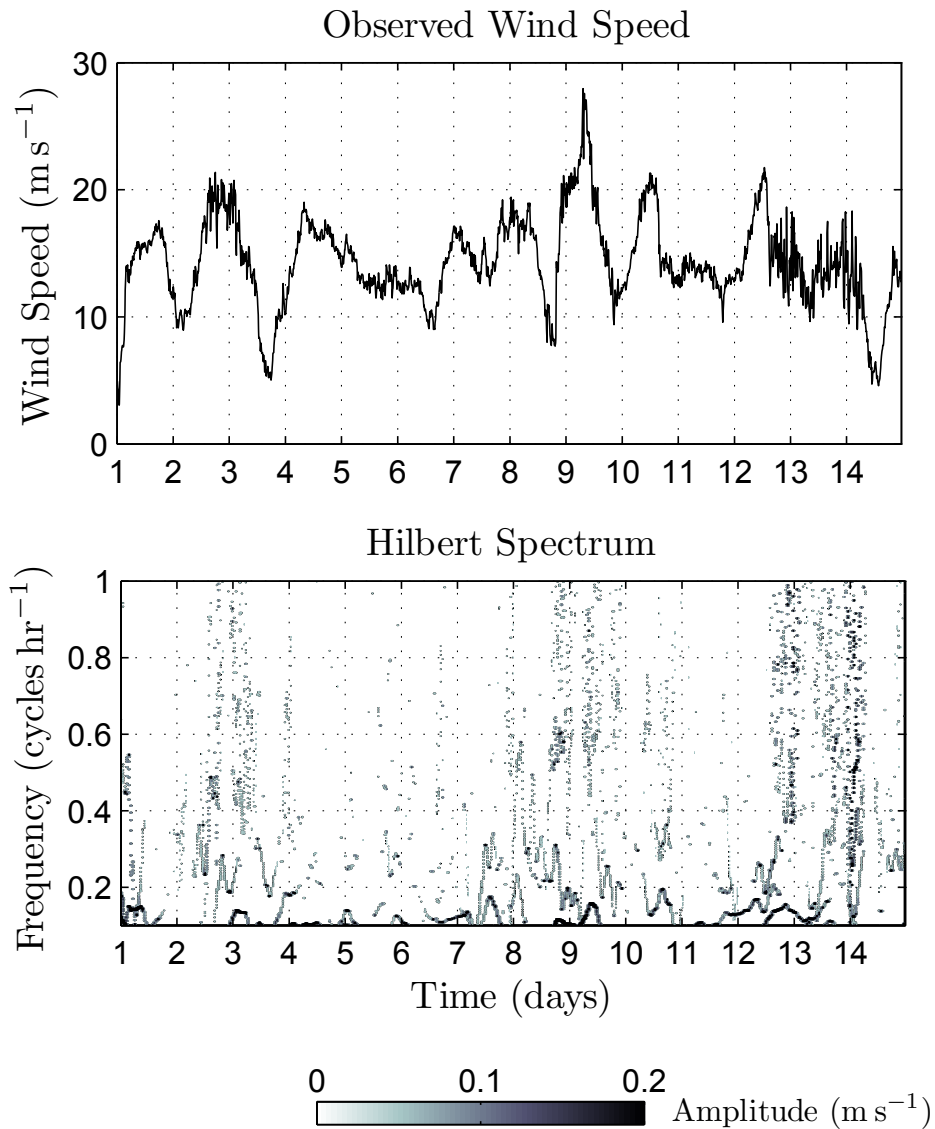 Observed Wind Speed
30
20
10
0
Wind Speed (m s⁻¹)
1 2 3 4 5 6 7 8 9 10 11 12 13 14
Hilbert Spectrum
1
0.8
0.6
0.4
0.2
Frequency (cycles hr⁻¹)
1 2 3 4 5 6 7 8 9 10 11 12 13 14
Time (days)
0 0.1 0.2
Amplitude (m s⁻¹)